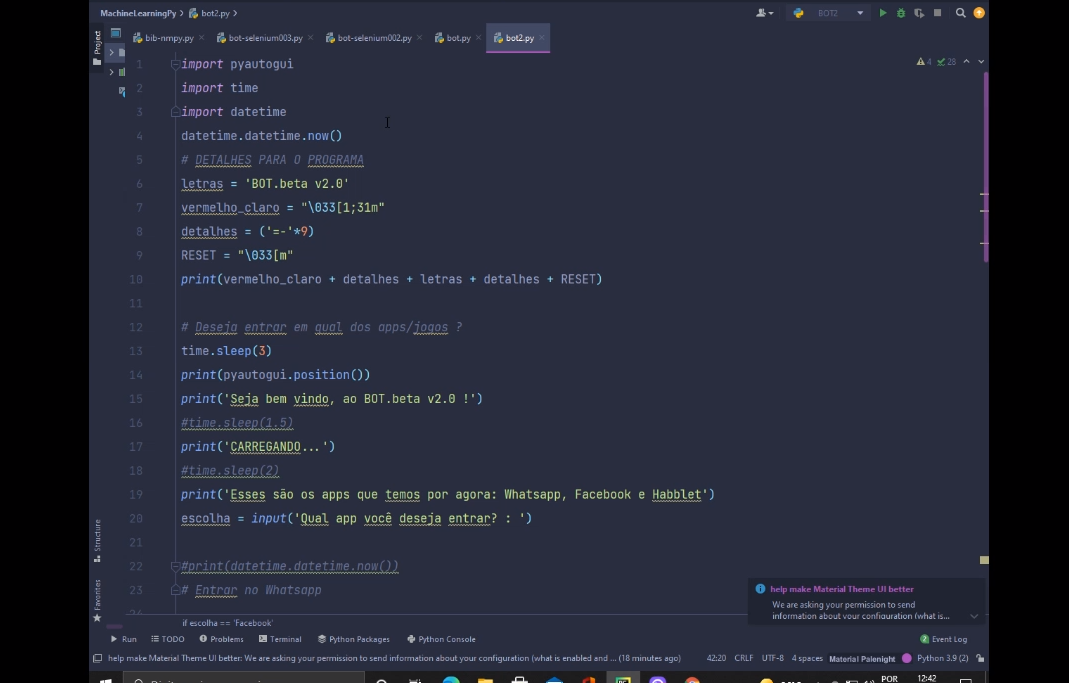 MachineLearningPy > bot2.py >
BOT2
bib-nmpy.py
bot-selenium003.py
bot-selenium002.py
bot.py
bot2.py
Project
4 28
1 import pyautogui
2 import time
3 import datetime
4 datetime.datetime.now()
5 # DETALHES PARA O PROGRAMA
6 letras = 'BOT.beta v2.0'
7 vermelho_claro = "\033[1;31m"
8 detalhes = ('=-'*9)
9 RESET = "\033[m"
10 print(vermelho_claro + detalhes + letras + detalhes + RESET)
11
12 # Deseja entrar em qual dos apps/jogos ?
13 time.sleep(3)
14 print(pyautogui.position())
15 print('Seja bem vindo, ao BOT.beta v2.0 !')
16 #time.sleep(1.5)
17 print('CARREGANDO...')
18 #time.sleep(2)
19 print('Esses são os apps que temos por agora: Whatsapp, Facebook e Habblet')
20 escolha = input('Qual app você deseja entrar? : ')
21
22 #print(datetime.datetime.now())
23 # Entrar no Whatsapp
Structure
Favorites
help make Material Theme UI better
We are asking your permission to send
information about your configuration (what is...
if escolha == 'Facebook'
Run TODO Problems Terminal Python Packages Python Console 2 Event Log
help make Material Theme UI better: We are asking your permission to send information about your configuration (what is enabled and ... (18 minutes ago) 42:20 CRLF UTF-8 4 spaces Material Palenight Python 3.9 (2)
POR 12:42